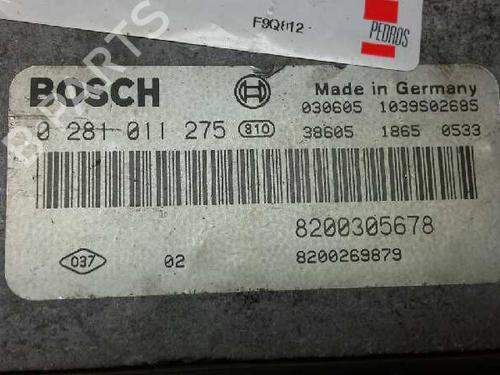 F9Q812
PEDROS
BOSCH
Made in Germany
030605 1039S02685
0 281 011 275 810 38605 1865 0533
8200305678
037 02 8200269879
PARTS